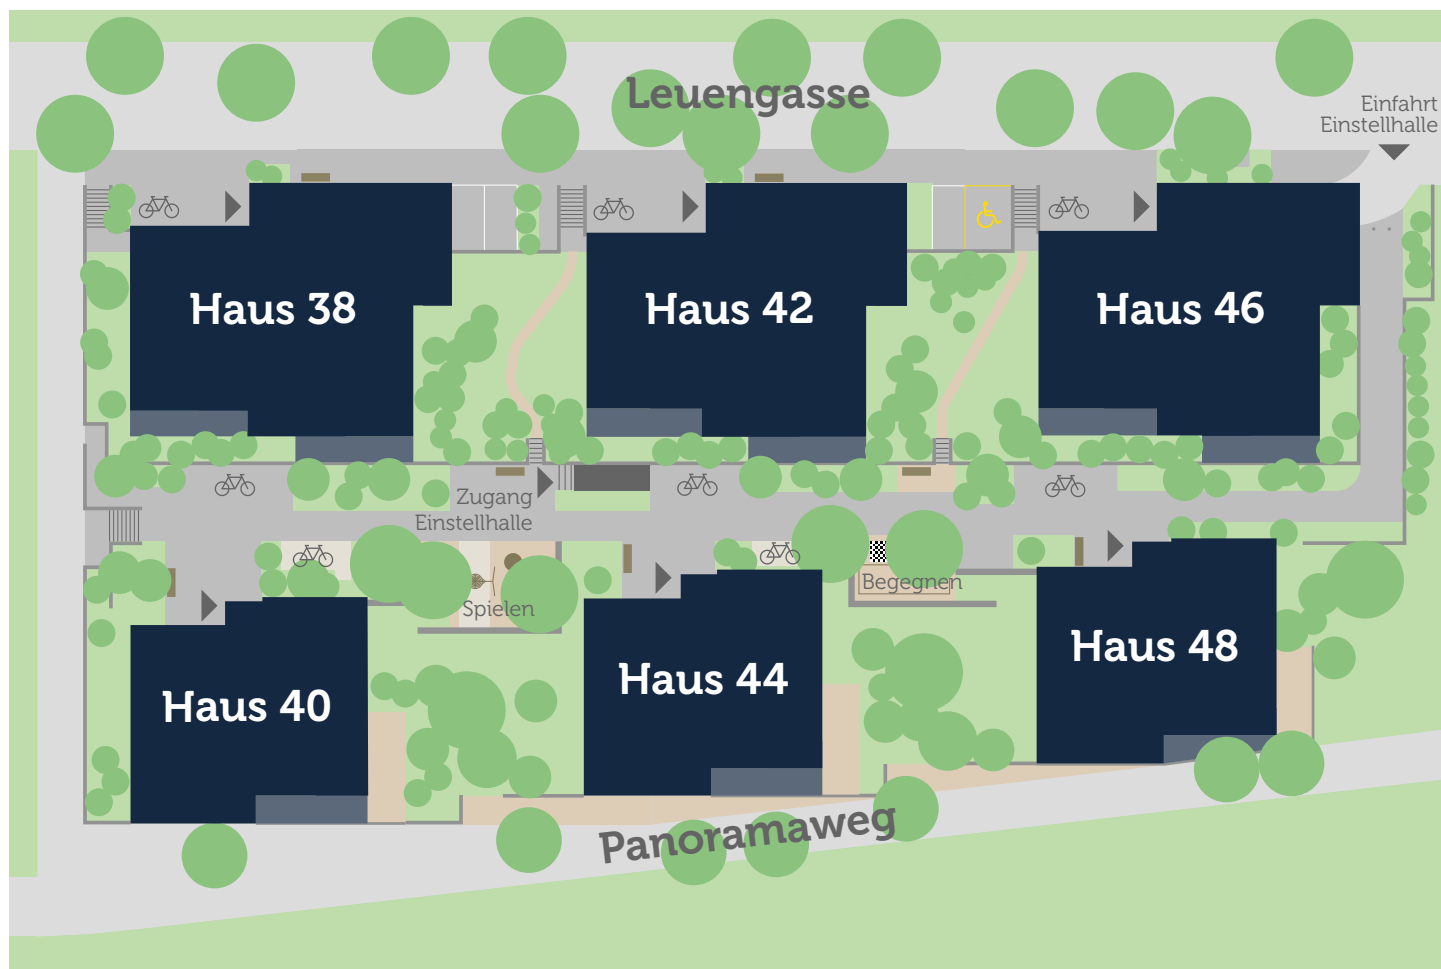 Leuengasse
Einfahrt
Einstellhalle
Haus 38
Haus 42
Haus 46
Zugang
Einstellhalle
Spielen
Begegnen
Haus 40
Haus 44
Haus 48
Panoramaweg